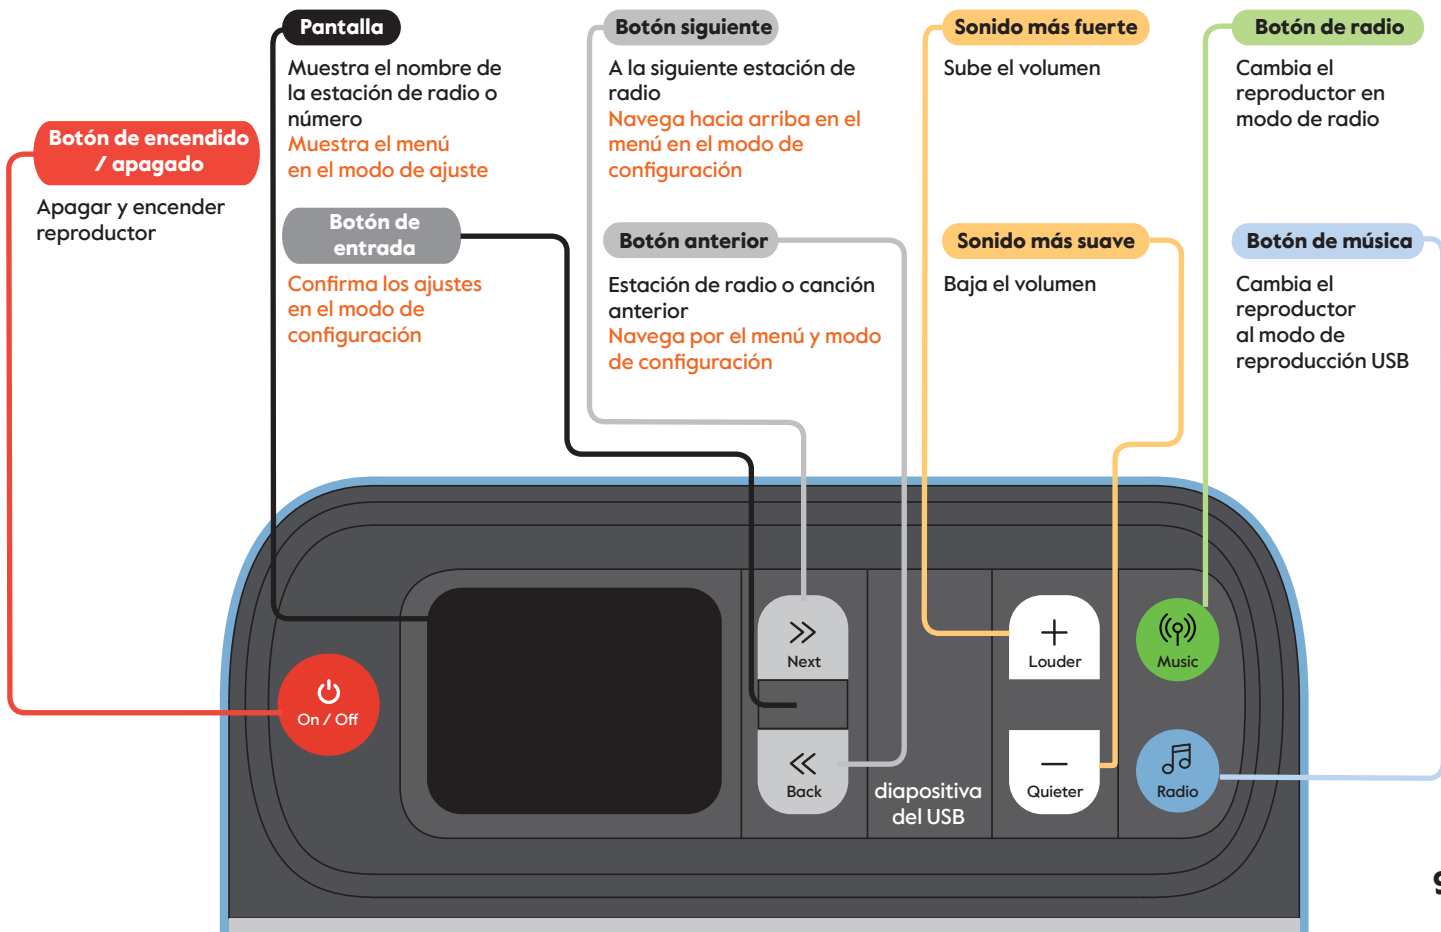 Pantalla
Muestra el nombre de
la estación de radio o
número
Muestra el menú
en el modo de ajuste
Botón siguiente
A la siguiente estación de
radio
Navega hacia arriba en el
menú en el modo de
configuración
Sonido más fuerte
Sube el volumen
Botón de radio
Cambia el
reproductor en
modo de radio
Botón de encendido
/ apagado
Apagar y encender
reproductor
Botón de
entrada
Confirma los ajustes
en el modo de
configuración
Botón anterior
Estación de radio o canción
anterior
Navega por el menú y modo
de configuración
Sonido más suave
Baja el volumen
Botón de música
Cambia el
reproductor
al modo de
reproducción USB
On / Off
Next
Back
diapositiva
del USB
Louder
Quieter
Music
Radio
9